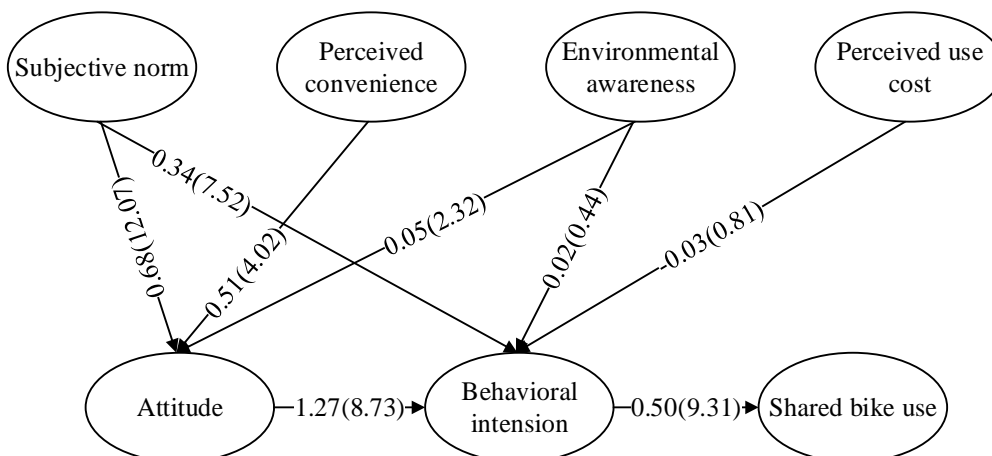 Subjective norm
Perceived
convenience
Environmental
awareness
Perceived use
cost
0.68(12.07)
0.34(7.52)
0.51(4.02)
0.05(2.32)
0.02(0.44)
-0.03(0.81)
Attitude
1.27(8.73)
Behavioral
intension
0.50(9.31)
Shared bike use